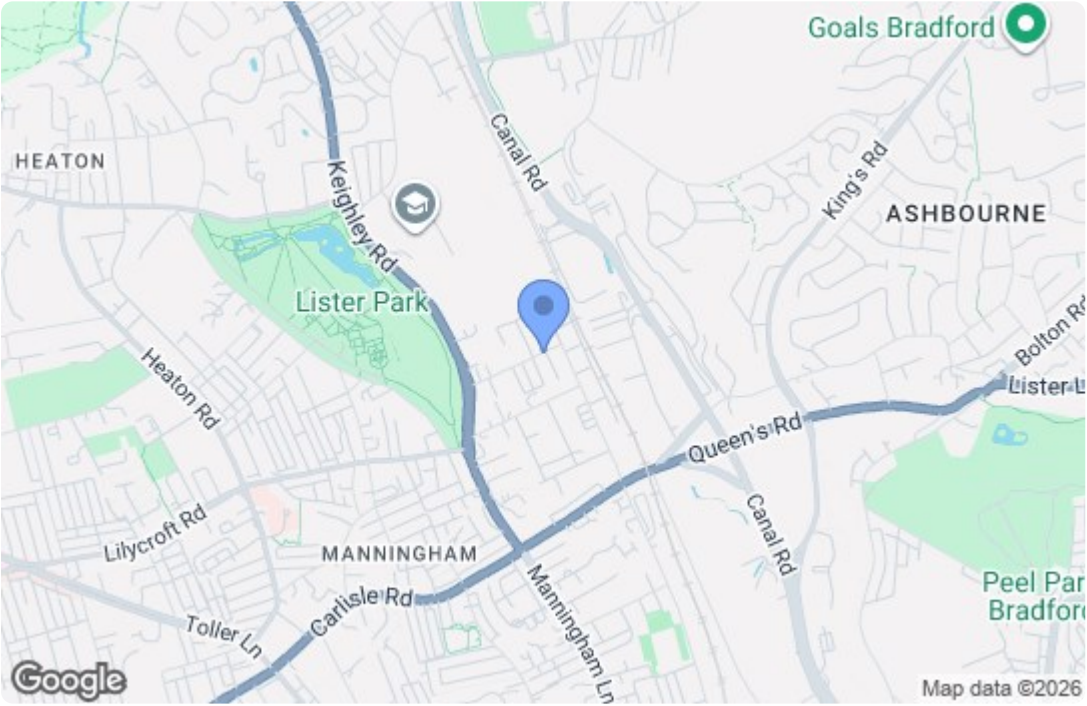 Goals Bradford
Canal Rd
HEATON
King's Rd
Keighley Rd
ASHBOURNE
Lister Park
Bolton Rd
Heaton Rd
Lister L
Queen's Rd
Lilycroft Rd
Canal Rd
MANNINGHAM
Manningham Ln
Carlisle Rd
Peel Par
Bradford
Toller Ln
Google
Map data ©2026